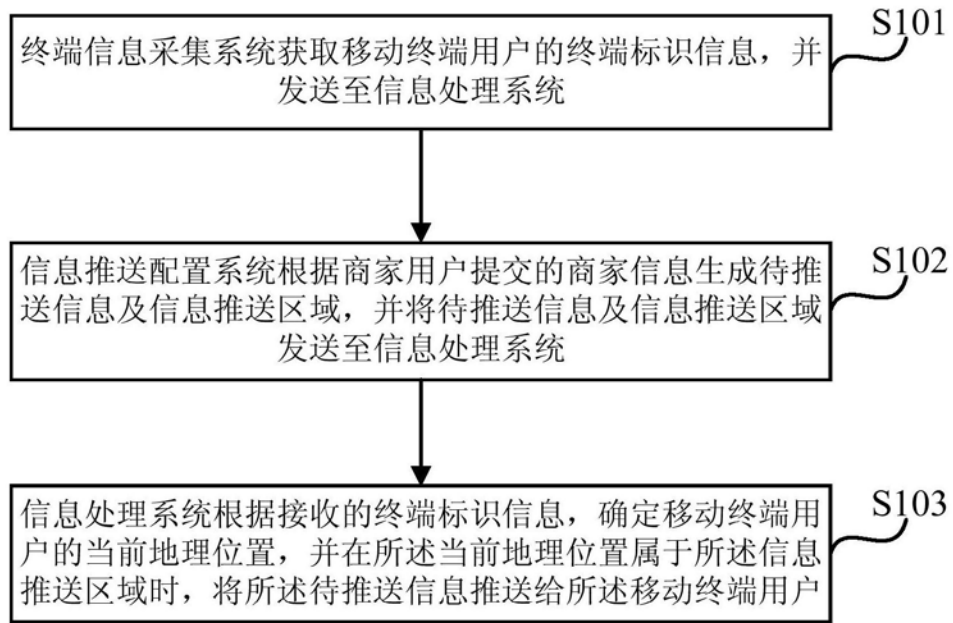 S101
终端信息采集系统获取移动终端用户的终端标识信息，并
发送至信息处理系统
S102
信息推送配置系统根据商家用户提交的商家信息生成待推
送信息及信息推送区域，并将待推送信息及信息推送区域
发送至信息处理系统
S103
信息处理系统根据接收的终端标识信息，确定移动终端用
户的当前地理位置，并在所述当前地理位置属于所述信息
推送区域时，将所述待推送信息推送给所述移动终端用户